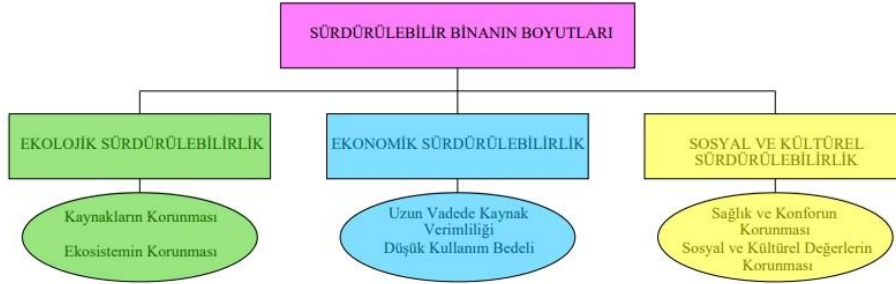 SÜRDÜRÜLEBİLİR BİNANIN BOYUTLARI
EKOLOJİK SÜRDÜRÜLEBİLİRLİK
EKONOMİK SÜRDÜRÜLEBİLİRLİK
SOSYAL VE KÜLTÜREL
SÜRDÜRÜLEBİLİRLİK
Kaynakların Korunması
Ekosistemin Korunması
Uzun Vadede Kaynak
Verimliliği
Düşük Kullanım Bedeli
Sağlık ve Konforun
Korunması
Sosyal ve Kültürel Değerlerin
Korunması